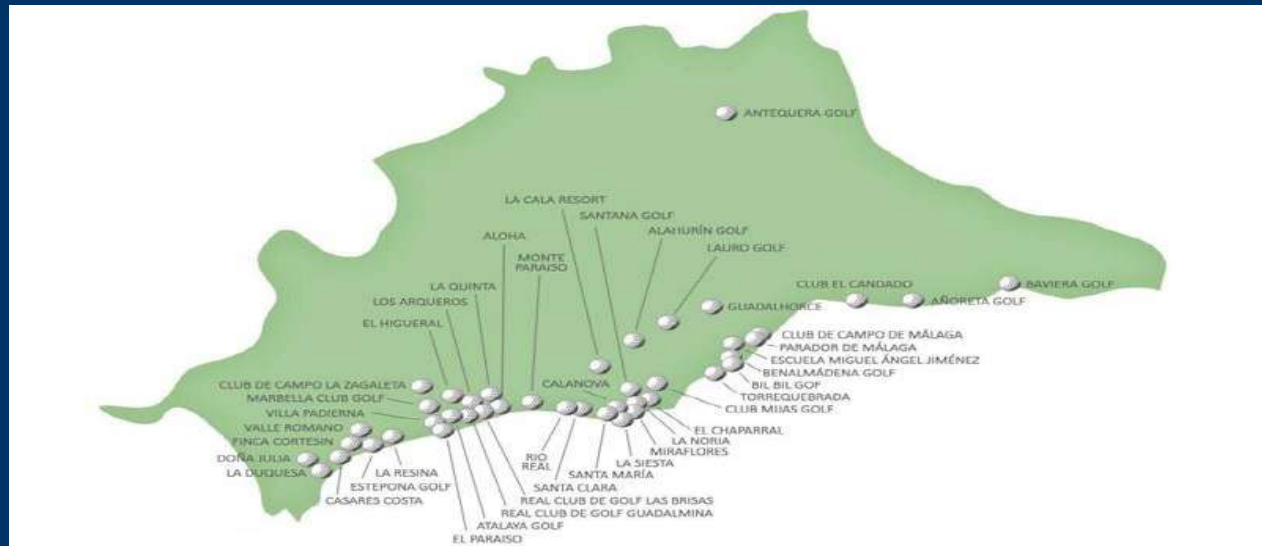 ANTEQUERA GOLF
LA CALA RESORT
SANTANA GOLF
ALAHURÍN GOLF
LAURO GOLF
ALOHA
MONTE
PARAISO
LA QUINTA
LOS ARQUEROS
EL HIGUERAL
CLUB EL CANDADO
BAVIERA GOLF
AÑORETA GOLF
GUADALHORCE
CLUB DE CAMPO DE MÁLAGA
PARADOR DE MÁLAGA
ESCUELA MIGUEL ÁNGEL JIMÉNEZ
BENALMÁDENA GOLF
BIL BIL GOF
TORREQUEBRADA
CLUB MIJAS GOLF
CALANOVA
CLUB DE CAMPO LA ZAGALETA
MARBELLA CLUB GOLF
VILLA PADIERNA
VALLE ROMANO
FINCA CORTESIN
DOÑA JULIA
LA DUQUESA
EL CHAPARRAL
LA NORIA
MIRAFLORES
LA SIESTA
SANTA MARÍA
SANTA CLARA
RIO
REAL
LA RESINA
ESTEPONA GOLF
CASARES COSTA
REAL CLUB DE GOLF LAS BRISAS
REAL CLUB DE GOLF GUADALMINA
ATALAYA GOLF
EL PARAISO